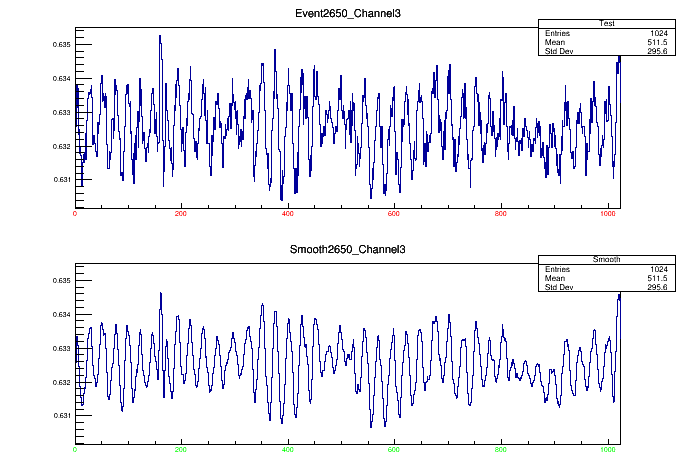 Event2650_Channel3
Test
Entries 1024
Mean 511.5
Std Dev 295.6
0.635
0.634
0.633
0.632
0.631
0 200 400 600 800 1000
Smooth2650_Channel3
Smooth
Entries 1024
Mean 511.5
Std Dev 295.6
0.635
0.634
0.633
0.632
0.631
0 200 400 600 800 1000